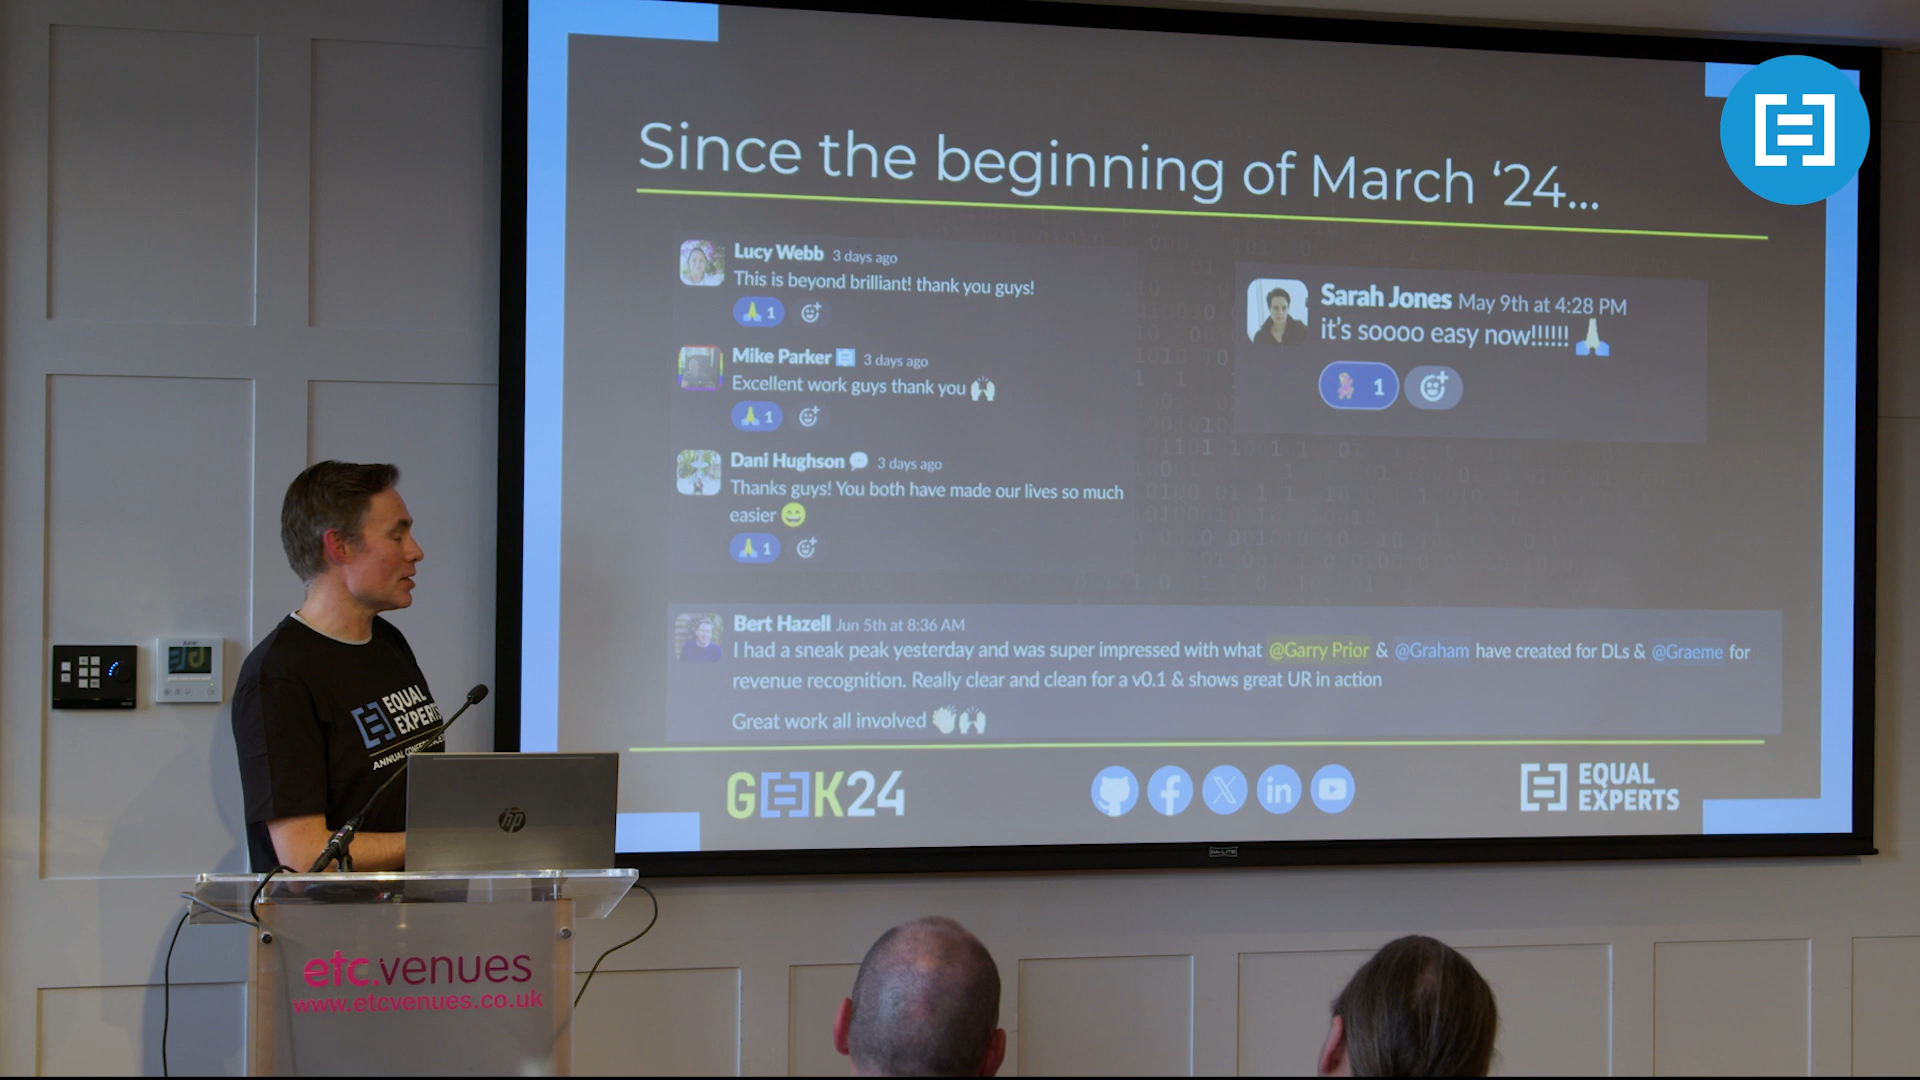 Since the beginning of March ‘24...
Lucy Webb 3 days ago
This is beyond brilliant! thank you guys!
1
Mike Parker 3 days ago
Excellent work guys thank you
1
Dani Hughson 3 days ago
Thanks guys! You both have made our lives so much
easier
1
Sarah Jones May 9th at 4:28 PM
it's soooo easy now!!!!!!
1
Bert Hazell Jun 5th at 8:36 AM
I had a sneak peak yesterday and was super impressed with what @Garry Prior & @Graham have created for DLs & @Graeme for
revenue recognition. Really clear and clean for a v0.1 & shows great UR in action
Great work all involved
GEEK24
EQUAL
EXPERTS
EQUAL
EXPERTS
ANNUAL
hp
DA-LITE
etc.venues
www.etcvenues.co.uk